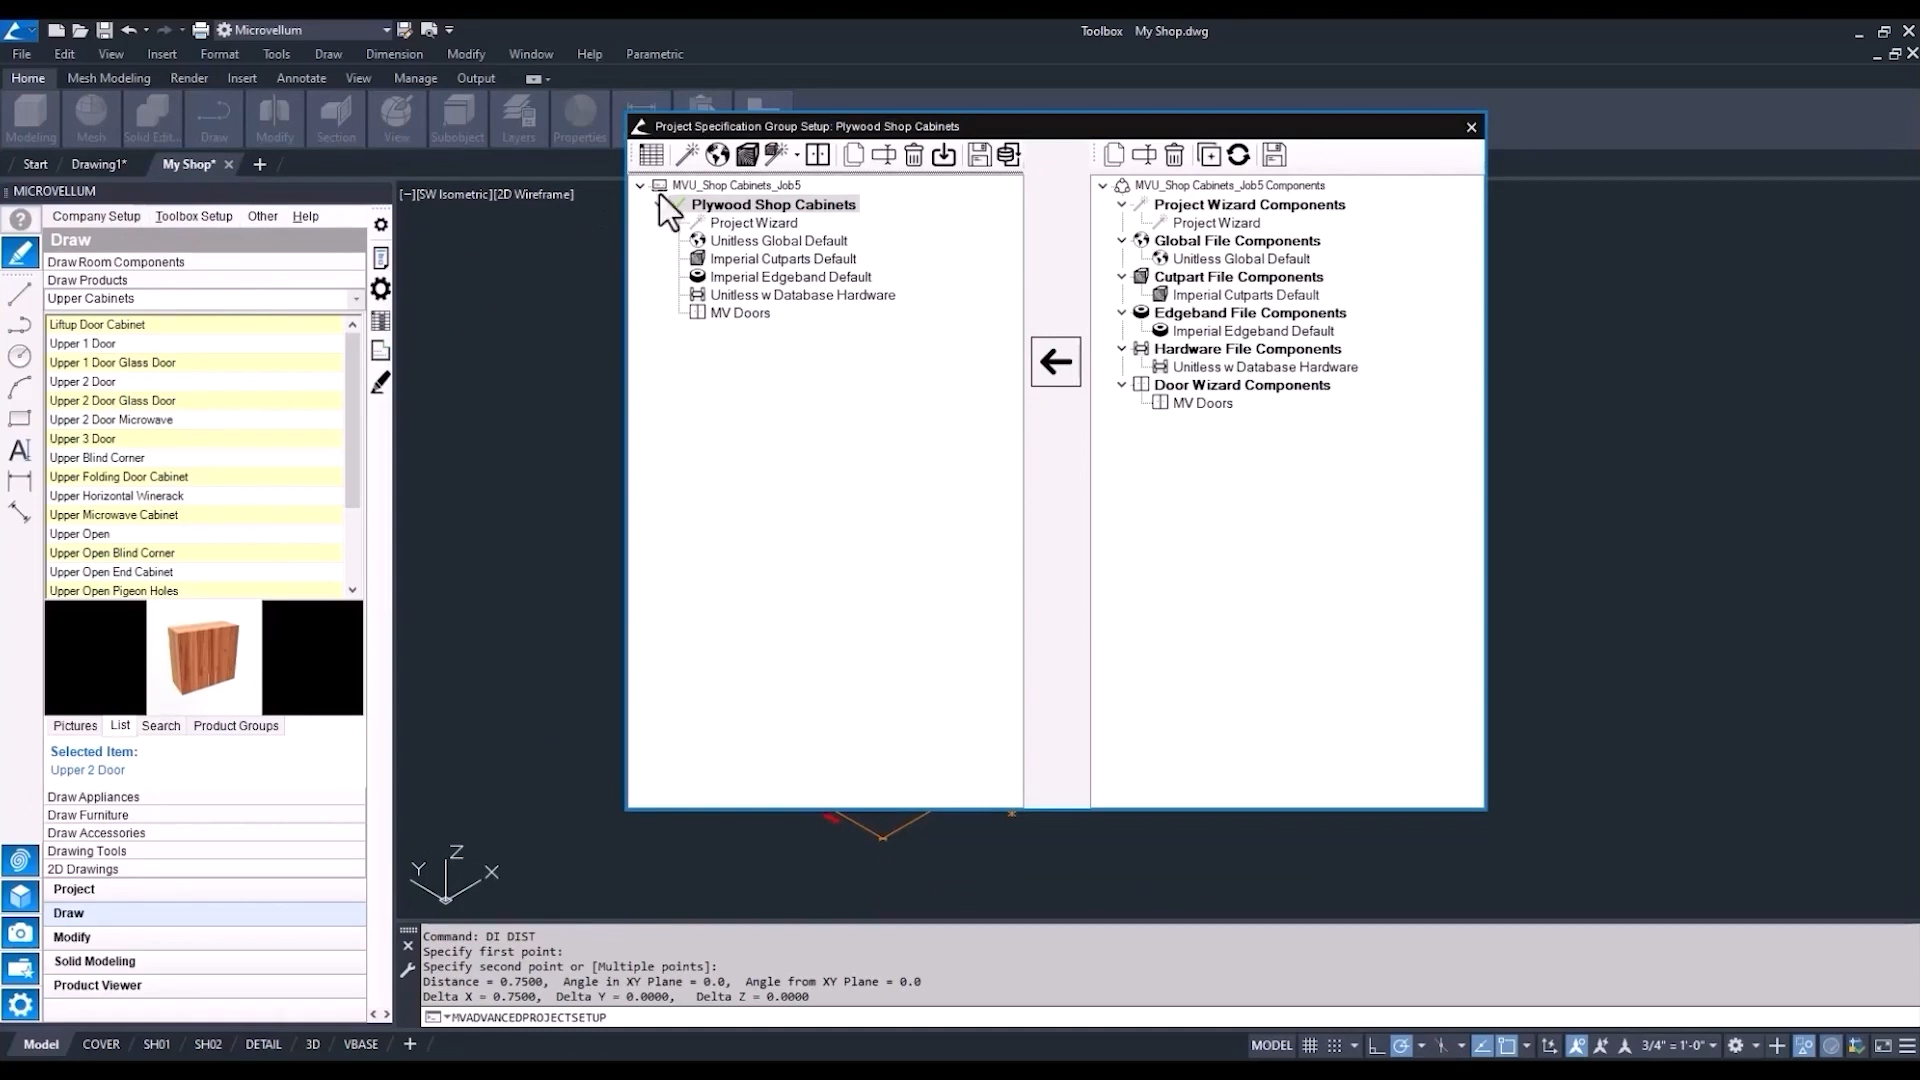 Microvellum
Toolbox My Shop.dwg
File Edit View Insert Format Tools Draw Dimension Modify Window Help Parametric
Home Mesh Modeling Render Insert Annotate View Manage Output
Modeling Mesh Solid Edit... Draw Modify Section View Subobject Layers Properties
Start Drawing1* My Shop*
MICROVELLUM
[−][SW Isometric][2D Wireframe]
Company Setup Toolbox Setup Other Help
Draw
Draw Room Components
Draw Products
Upper Cabinets
Liftup Door Cabinet
Upper 1 Door
Upper 1 Door Glass Door
Upper 2 Door
Upper 2 Door Glass Door
Upper 2 Door Microwave
Upper 3 Door
Upper Blind Corner
Upper Folding Door Cabinet
Upper Horizontal Winerack
Upper Microwave Cabinet
Upper Open
Upper Open Blind Corner
Upper Open End Cabinet
Upper Open Pigeon Holes
Pictures List Search Product Groups
Selected Item:
Upper 2 Door
Draw Appliances
Draw Furniture
Draw Accessories
Drawing Tools
2D Drawings
Project
Draw
Modify
Solid Modeling
Product Viewer
Project Specification Group Setup: Plywood Shop Cabinets
MVU_Shop Cabinets_Job5
Plywood Shop Cabinets
Project Wizard
Unitless Global Default
Imperial Cutparts Default
Imperial Edgeband Default
Unitless w Database Hardware
MV Doors
MVU_Shop Cabinets_Job5 Components
Project Wizard Components
Project Wizard
Global File Components
Unitless Global Default
Cutpart File Components
Imperial Cutparts Default
Edgeband File Components
Imperial Edgeband Default
Hardware File Components
Unitless w Database Hardware
Door Wizard Components
MV Doors
Z
Y X
Command: DI DIST
Specify first point:
Specify second point or [Multiple points]:
Distance = 0.7500, Angle in XY Plane = 0.0, Angle from XY Plane = 0.0
Delta X = 0.7500, Delta Y = 0.0000, Delta Z = 0.0000
MVADVANCEDPROJECTSETUP
Model COVER SH01 SH02 DETAIL 3D VBASE
MODEL 3/4" = 1'-0"